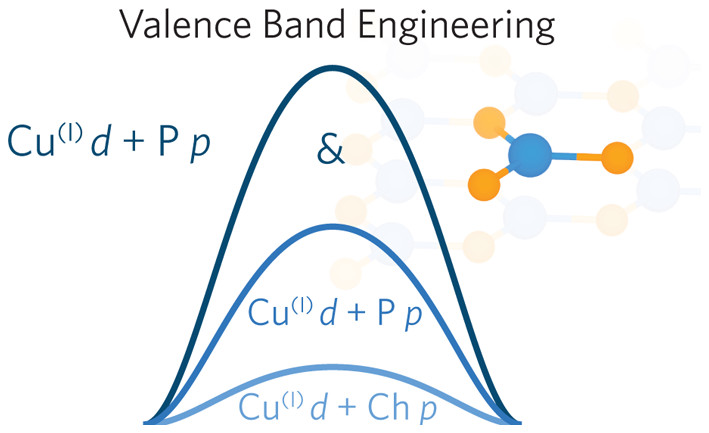 Valence Band Engineering
Cu(I) d + P p
&
Cu(I) d + P p
Cu(I) d + Ch p